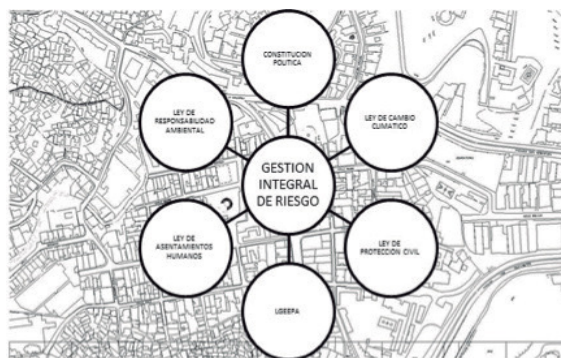 CONSTITUCION
POLITICA
LEY DE
RESPONSABILIDAD
AMBIENTAL
LEY DE CAMBIO
CLIMATICO
GESTION
INTEGRAL
DE RIESGO
LEY DE
ASENTAMIENTOS
HUMANOS
LEY DE
PROTECCION CIVIL
LGEEPA